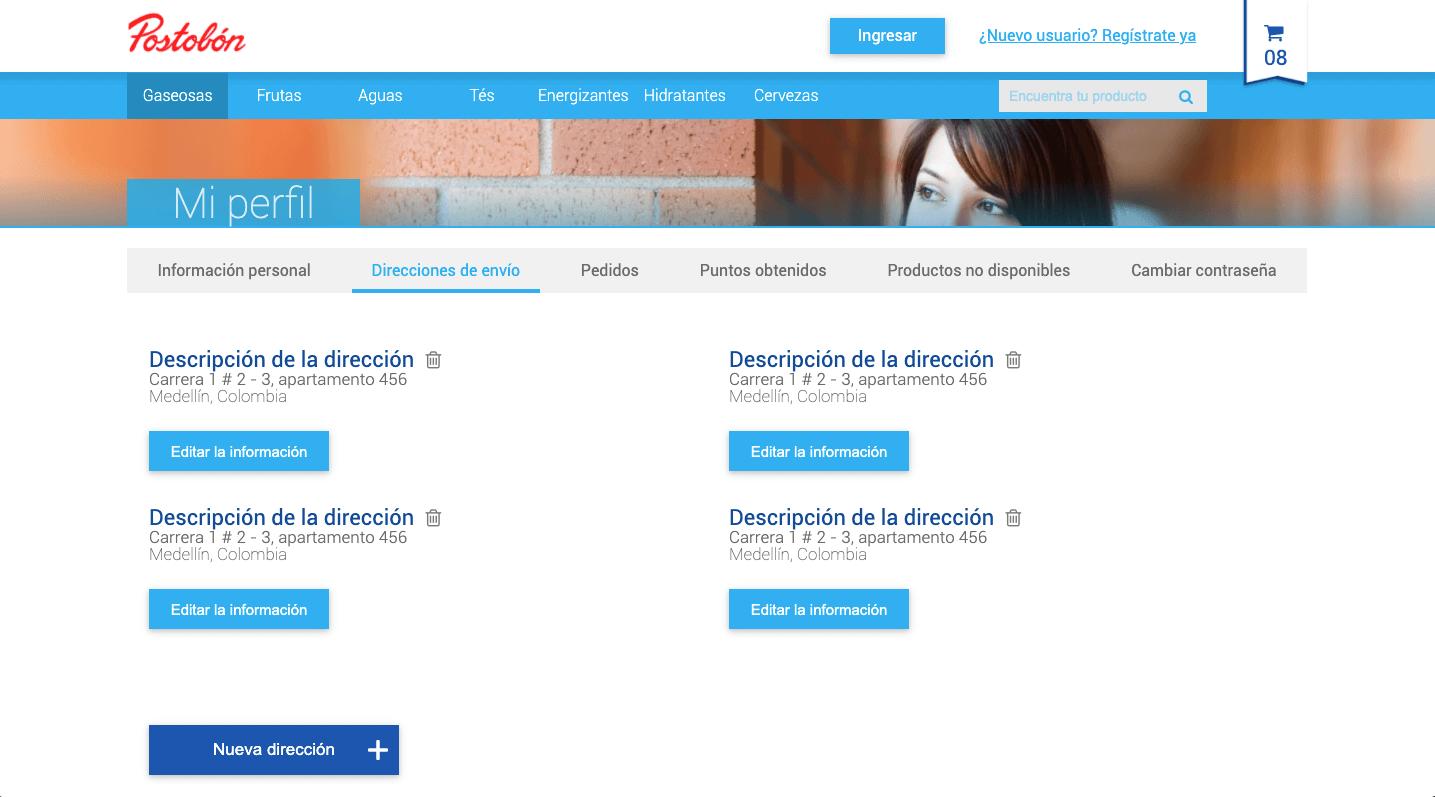 Postobón
Ingresar
¿Nuevo usuario? Regístrate ya
08
Gaseosas
Frutas
Aguas
Tés
Energizantes
Hidratantes
Cervezas
Encuentra tu producto
Mi perfil
Información personal
Direcciones de envío
Pedidos
Puntos obtenidos
Productos no disponibles
Cambiar contraseña
Descripción de la dirección
Carrera 1 # 2 - 3, apartamento 456
Medellín, Colombia
Editar la información
Descripción de la dirección
Carrera 1 # 2 - 3, apartamento 456
Medellín, Colombia
Editar la información
Descripción de la dirección
Carrera 1 # 2 - 3, apartamento 456
Medellín, Colombia
Editar la información
Descripción de la dirección
Carrera 1 # 2 - 3, apartamento 456
Medellín, Colombia
Editar la información
Nueva dirección